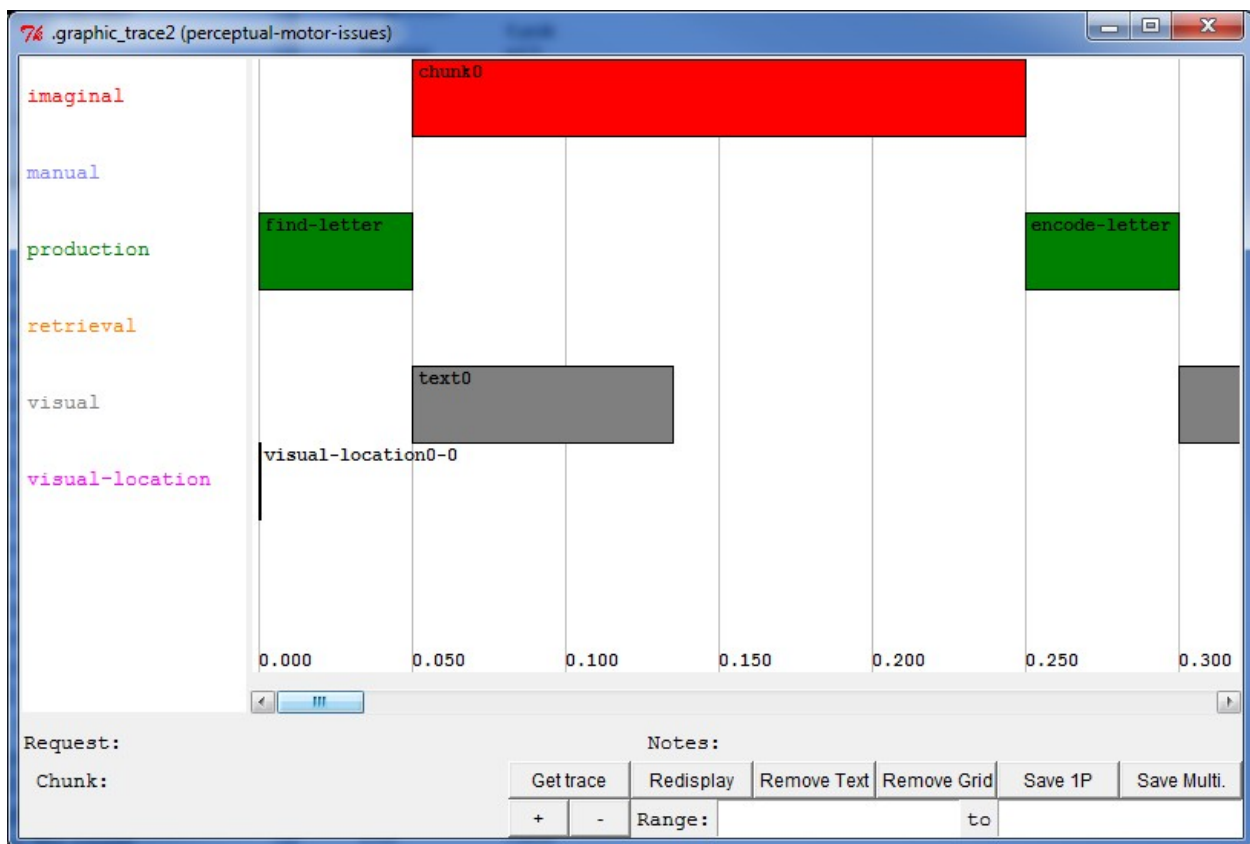 .graphic_trace2 (perceptual-motor-issues)
imaginal
chunk0
manual
production
find-letter
encode-letter
retrieval
visual
text0
visual-location
visual-location0-0
0.000 0.050 0.100 0.150 0.200 0.250 0.300
Request: Notes:
Chunk:
Get trace Redisplay Remove Text Remove Grid Save 1P Save Multi.
+ - Range: to